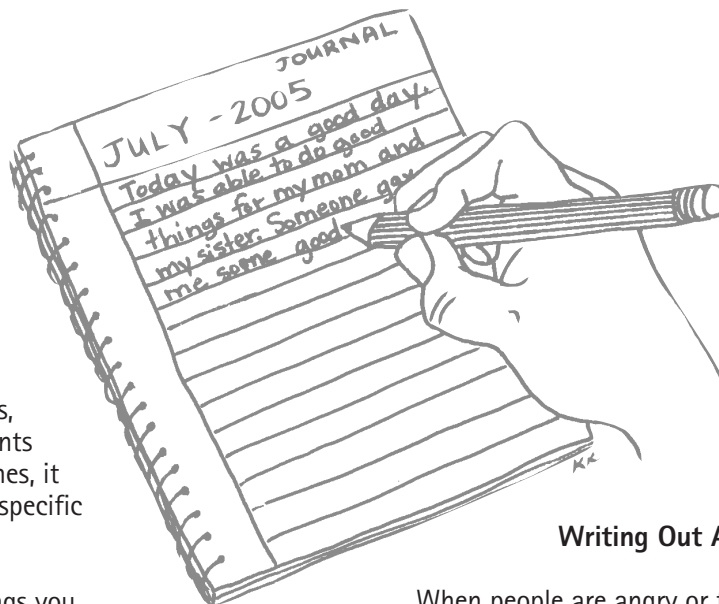 JOURNAL
JULY - 2005
Today was a good day.
I was able to do good
things for my mom and
my sister. Someone gav
me some good
KK
s,
nts
nes, it
specific
Writing Out A
ngs you
When people are angry or